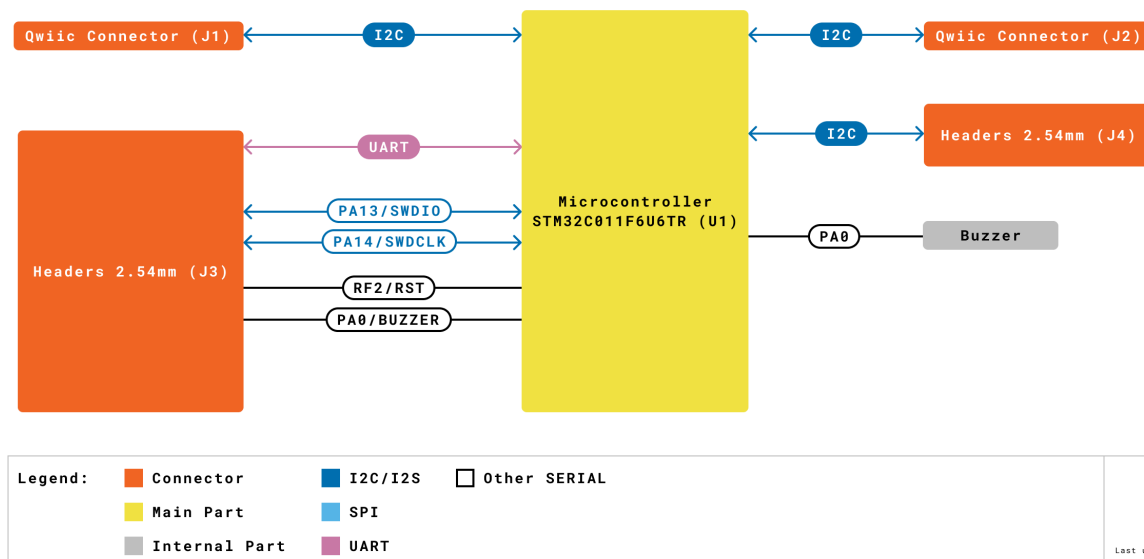 Qwiic Connector (J1)
I2C
I2C
Qwiic Connector (J2)
UART
I2C
Headers 2.54mm (J4)
Microcontroller
STM32C011F6U6TR (U1)
PA13/SWDIO
PA14/SWDCLK
PA0
Buzzer
Headers 2.54mm (J3)
RF2/RST
PA0/BUZZER
Legend:
Connector
I2C/I2S
Other SERIAL
Main Part
SPI
Internal Part
UART
Last